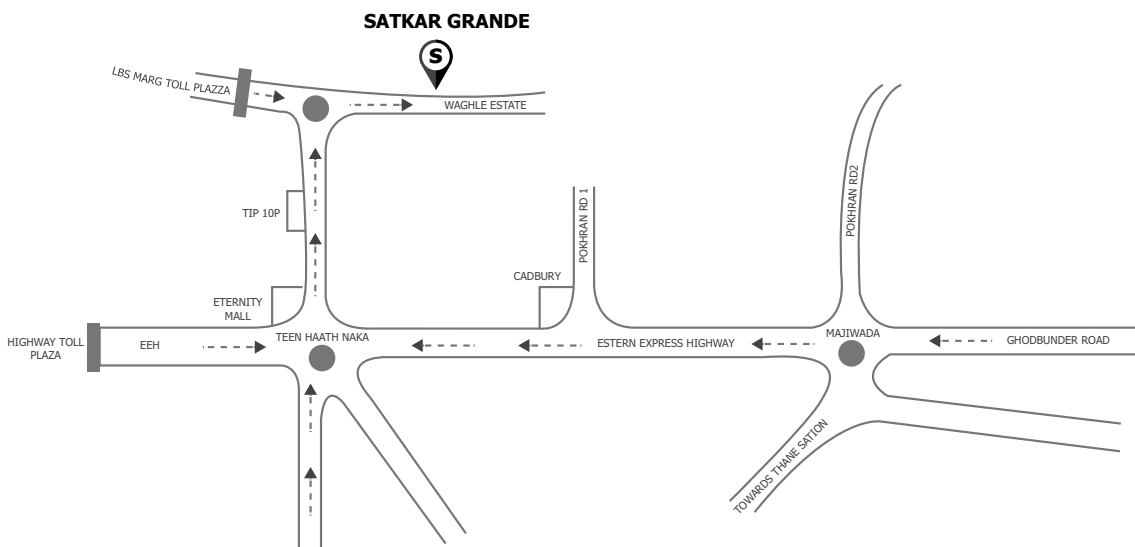 SATKAR GRANDE
S
LBS MARG TOLL PLAZZA
WAGHLE ESTATE
TIP 10P
POKHRAN RD 1
POKHRAN RD2
CADBURY
ETERNITY
MALL
HIGHWAY TOLL
PLAZA
EEH
TEEN HAATH NAKA
ESTERN EXPRESS HIGHWAY
MAJIWADA
GHODBUNDER ROAD
TOWARDS THANE SATION